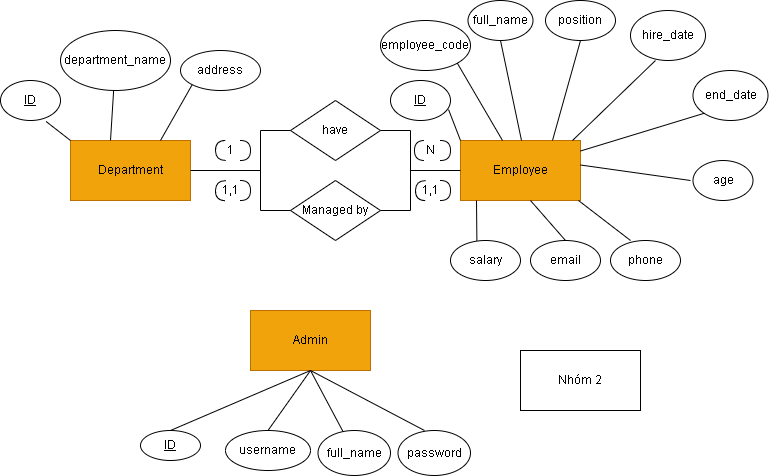 full_name
position
employee_code
hire_date
department_name
address
ID
ID
end_date
have
1
N
Department
Employee
age
1,1
Managed by
1,1
salary
email
phone
Admin
Nhóm 2
ID
username
full_name
password